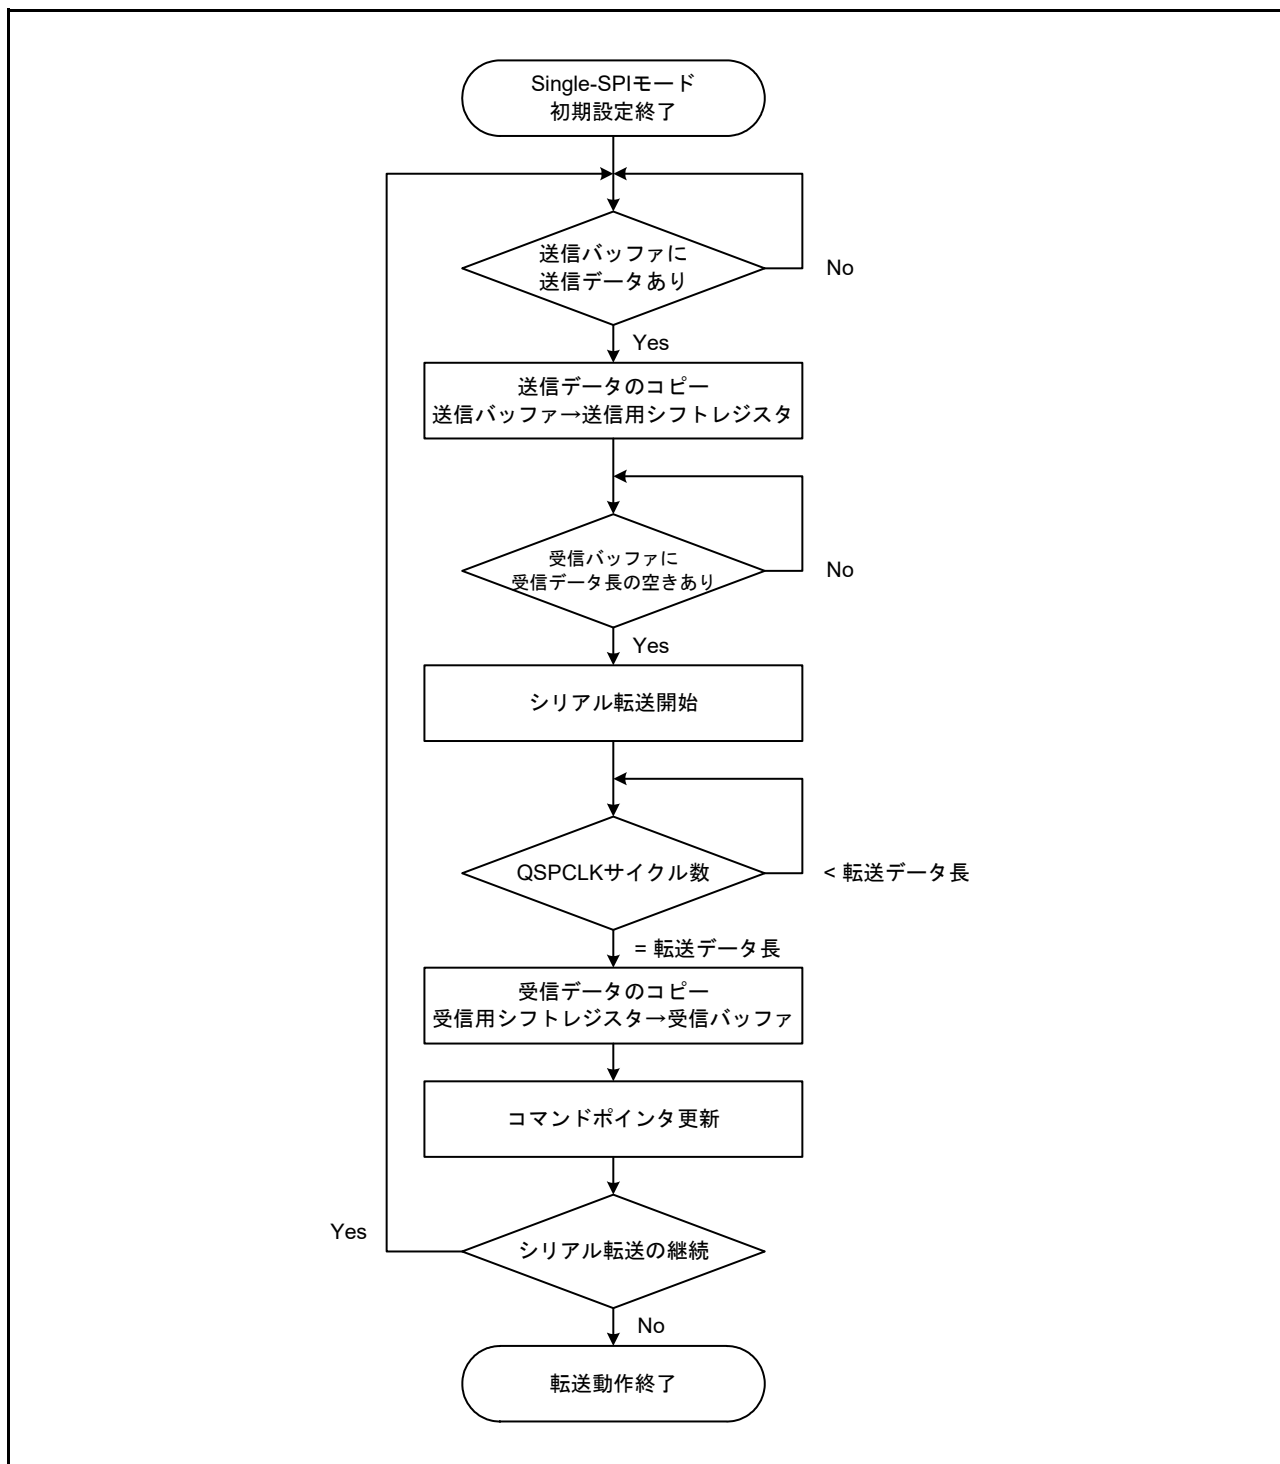 Single-SPIモード
初期設定終了
送信バッファに
送信データあり
No
Yes
送信データのコピー
送信バッファ→送信用シフトレジスタ
受信バッファに
受信データ長の空きあり
No
Yes
シリアル転送開始
QSPCLKサイクル数
< 転送データ長
= 転送データ長
受信データのコピー
受信用シフトレジスタ→受信バッファ
コマンドポインタ更新
Yes
シリアル転送の継続
No
転送動作終了